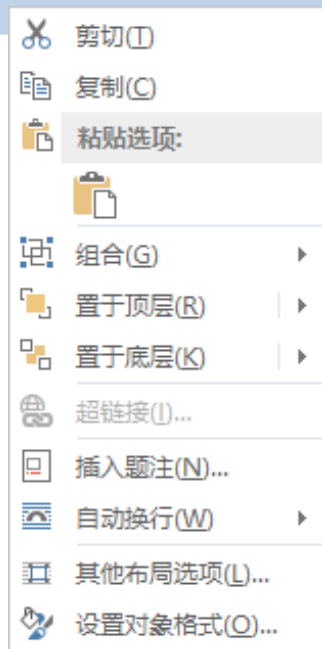 剪切(T)
复制(C)
粘贴选项:
组合(G)
置于顶层(R)
置于底层(K)
超链接(I)...
插入题注(N)...
自动换行(W)
其他布局选项(L)...
设置对象格式(O)...